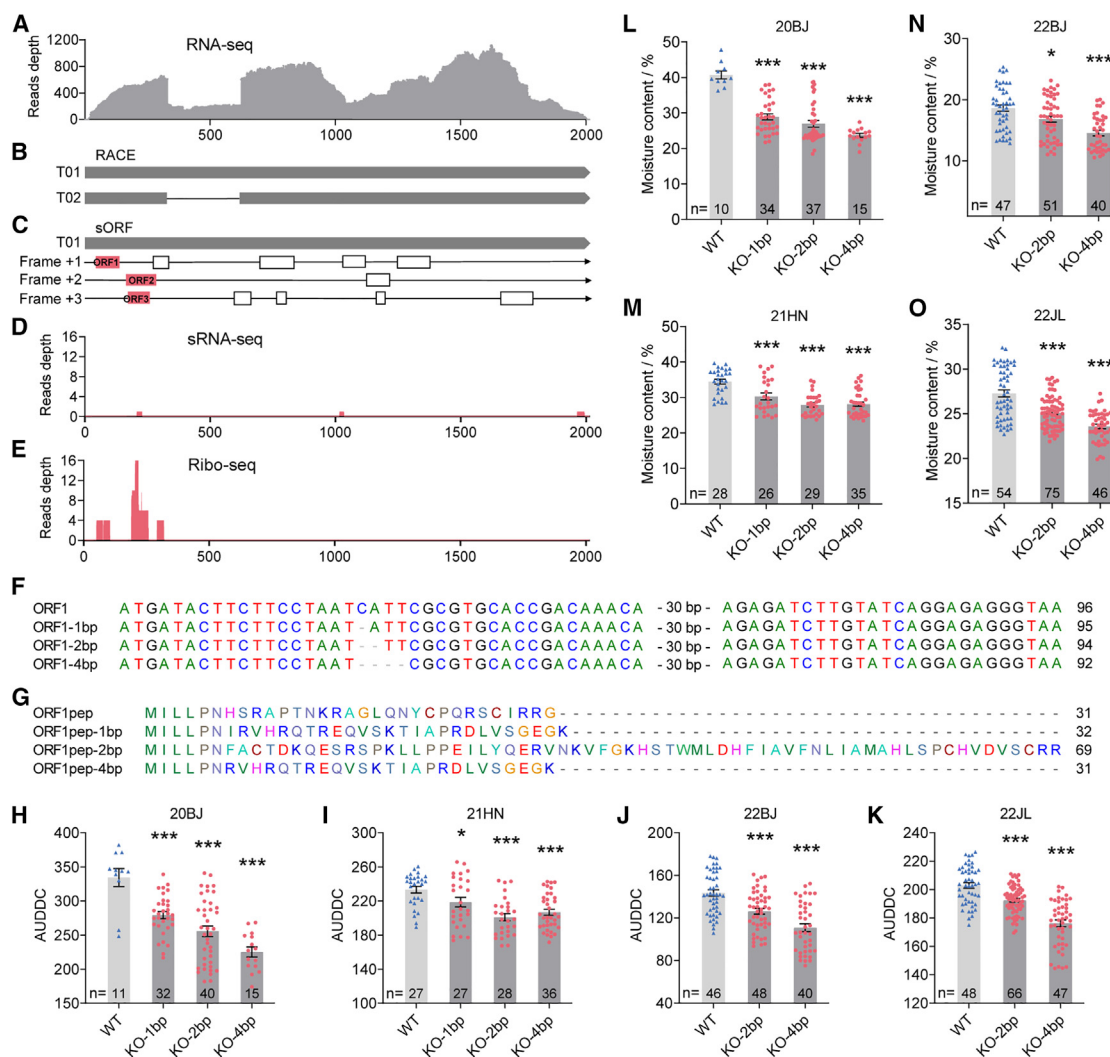 A
RNA-seq
Reads depth
1200
800
400
0
500
1000
1500
2000
B
RACE
T01
T02
C
sORF
T01
Frame +1
ORF1
Frame +2
ORF2
Frame +3
ORF3
D
sRNA-seq
Reads depth
16
12
8
4
0
0
500
1000
1500
2000
E
Ribo-seq
Reads depth
16
12
8
4
0
0
500
1000
1500
2000
F
ORF1 ATGATACTTCTTCCTAATCATTCGCGTGCACCGACAAACA - 30 bp - AGAGATCTTGTATCAGGAGAGGGTAA 96
ORF1-1bp ATGATACTTCTTCCTAAT-ATTCGCGTGCACCGACAAACA - 30 bp - AGAGATCTTGTATCAGGAGAGGGTAA 95
ORF1-2bp ATGATACTTCTTCCTAAT--TTCGCGTGCACCGACAAACA - 30 bp - AGAGATCTTGTATCAGGAGAGGGTAA 94
ORF1-4bp ATGATACTTCTTCCTAAT----CGCGTGCACCGACAAACA - 30 bp - AGAGATCTTGTATCAGGAGAGGGTAA 92
G
ORF1pep MILLPNHSRAPTNKRAGLQNYCPQRSCIRRG-------------------------------------- 31
ORF1pep-1bp MILLPNIRVHRQTREQVSKTIAPRDLVSGEGK------------------------------------- 32
ORF1pep-2bp MILLPNFACTDKQESRSPKLLPPEILYQERVNKVFGKHSTWMLDHFIAVFNLIAMAHLSPCHVDVSCRR 69
ORF1pep-4bp MILLPNRVHRQTREQVSKTIAPRDLVSGEGK-------------------------------------- 31
H
20BJ
AUDDC
400
350
300
250
200
150
*** *** ***
n= 11 32 40 15
WT KO-1bp KO-2bp KO-4bp
I
21HN
AUDDC
300
260
220
180
140
100
* *** ***
n= 27 27 28 36
WT KO-1bp KO-2bp KO-4bp
J
22BJ
AUDDC
200
160
120
80
40
*** ***
n= 46 48 40
WT KO-2bp KO-4bp
K
22JL
AUDDC
240
220
200
180
160
140
120
*** ***
n= 48 66 47
WT KO-2bp KO-4bp
L
20BJ
Moisture content / %
50
40
30
20
10
0
*** *** ***
n= 10 34 37 15
WT KO-1bp KO-2bp KO-4bp
M
21HN
Moisture content / %
50
40
30
20
10
0
*** *** ***
n= 28 26 29 35
WT KO-1bp KO-2bp KO-4bp
N
22BJ
Moisture content / %
30
20
10
* ***
n= 47 51 40
WT KO-2bp KO-4bp
O
22JL
Moisture content / %
35
30
25
20
15
*** ***
n= 54 75 46
WT KO-2bp KO-4bp